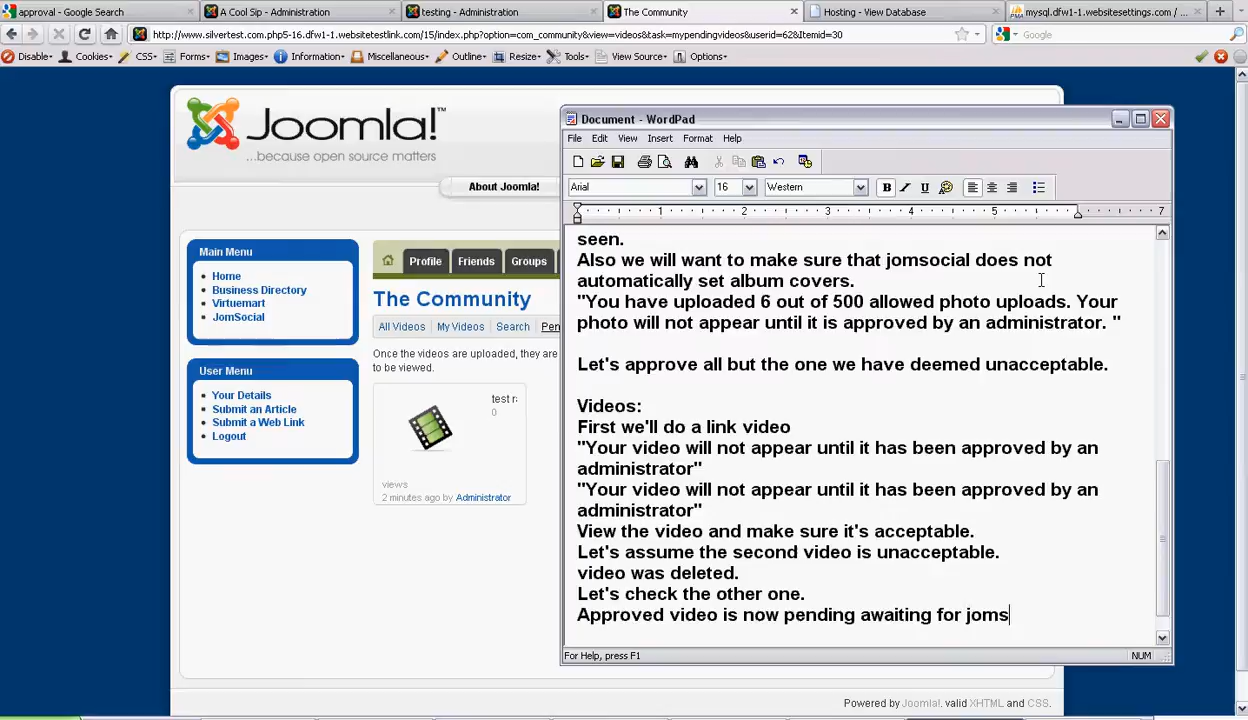 approval - Google Search
A Cool Sip - Administration
testing - Administration
The Community
Hosting - View Database
mysql.dfw1-1.websitesettings.com / ...
http://www.silvertest.com.php5-16.dfw1-1.websitetestlink.com/15/index.php?option=com_community&view=videos&task=mypendingvideos&userid=62&Itemid=30
Google
Disable
Cookies
CSS
Forms
Images
Information
Miscellaneous
Outline
Resize
Tools
View Source
Options
Joomla!™
...because open source matters
About Joomla!
Main Menu
Home
Business Directory
Virtuemart
JomSocial
User Menu
Your Details
Submit an Article
Submit a Web Link
Logout
Profile
Friends
Groups
The Community
All Videos
My Videos
Search
Pen
Once the videos are uploaded, they are
to be viewed.
test r
0
views
2 minutes ago by Administrator
Powered by Joomla!. valid XHTML and CSS.
Document - WordPad
File Edit View Insert Format Help
Arial
16
Western
1 2 3 4 5 7
seen.
Also we will want to make sure that jomsocial does not
automatically set album covers.
"You have uploaded 6 out of 500 allowed photo uploads. Your
photo will not appear until it is approved by an administrator. "
Let's approve all but the one we have deemed unacceptable.
Videos:
First we'll do a link video
"Your video will not appear until it has been approved by an
administrator"
"Your video will not appear until it has been approved by an
administrator"
View the video and make sure it's acceptable.
Let's assume the second video is unacceptable.
video was deleted.
Let's check the other one.
Approved video is now pending awaiting for joms
For Help, press F1
NUM